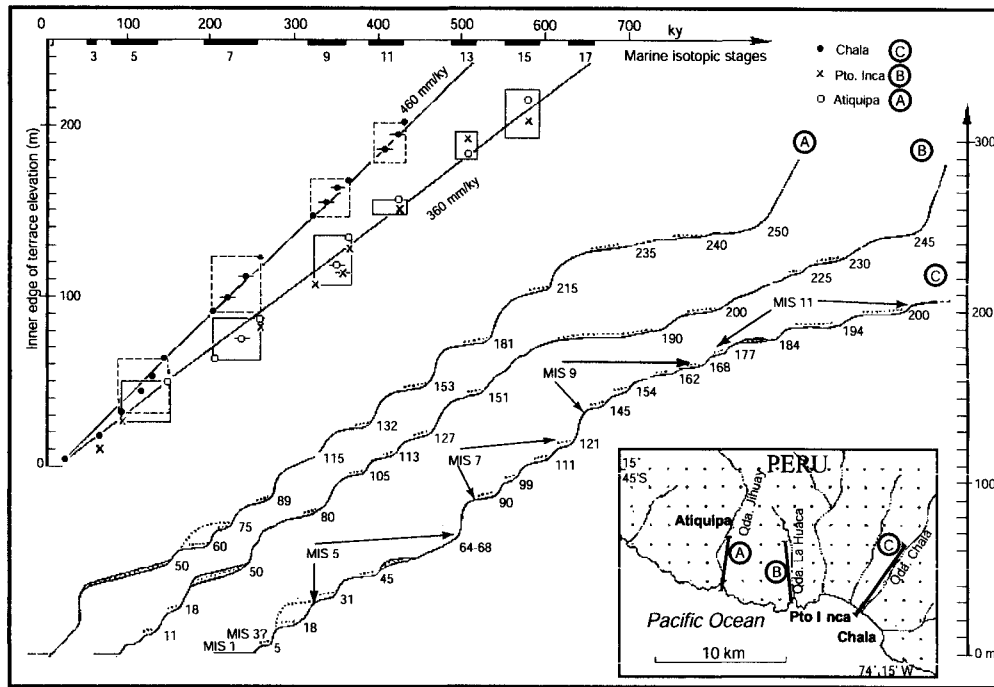 0 100 200 300 400 500 600 700 ky
3 5 7 9 11 13 15 17 Marine isotopic stages
Inner edge of terrace elevation (m)
200
100
0
460 mm/ky
360 mm/ky
Chala C
Pto. Inca B
Atiquipa A
A
B
C
300
200
100
0 m
50
60
75
89
115
132
153
181
215
235
240
250
11
18
50
80
105
113
127
151
190
200
225
230
245
MIS 1
MIS 3?
5
18
31
45
64-68
90
99
111
121
145
154
162
168
177
184
194
200
MIS 5
MIS 7
MIS 9
MIS 11
15°
45'S
PERU
Atiquipa
Qda. Jihuay
Qda. La Huáca
Qda. Chala
A
B
C
Pacific Ocean
Pto Inca
Chala
10 km
74°,15' W